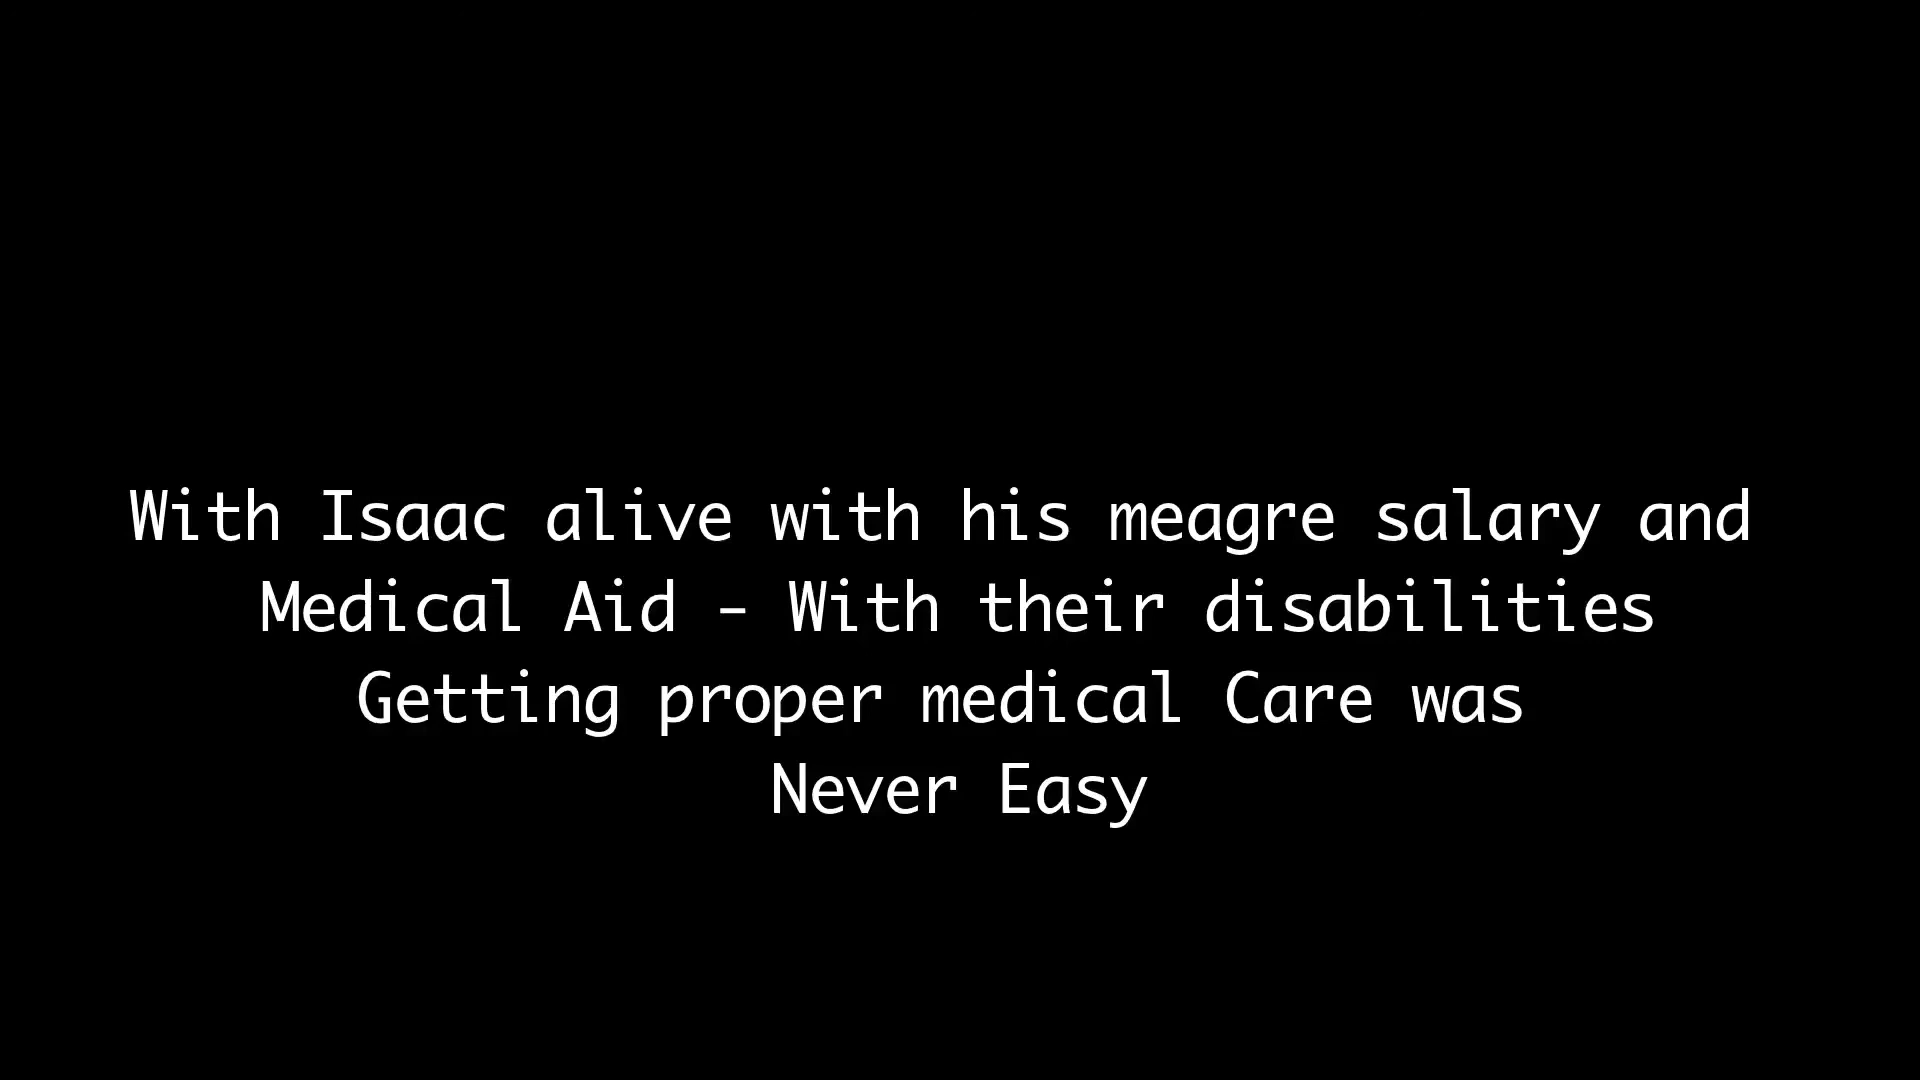 With Isaac alive with his meagre salary and
Medical Aid - With their disabilities
Getting proper medical Care was
Never Easy